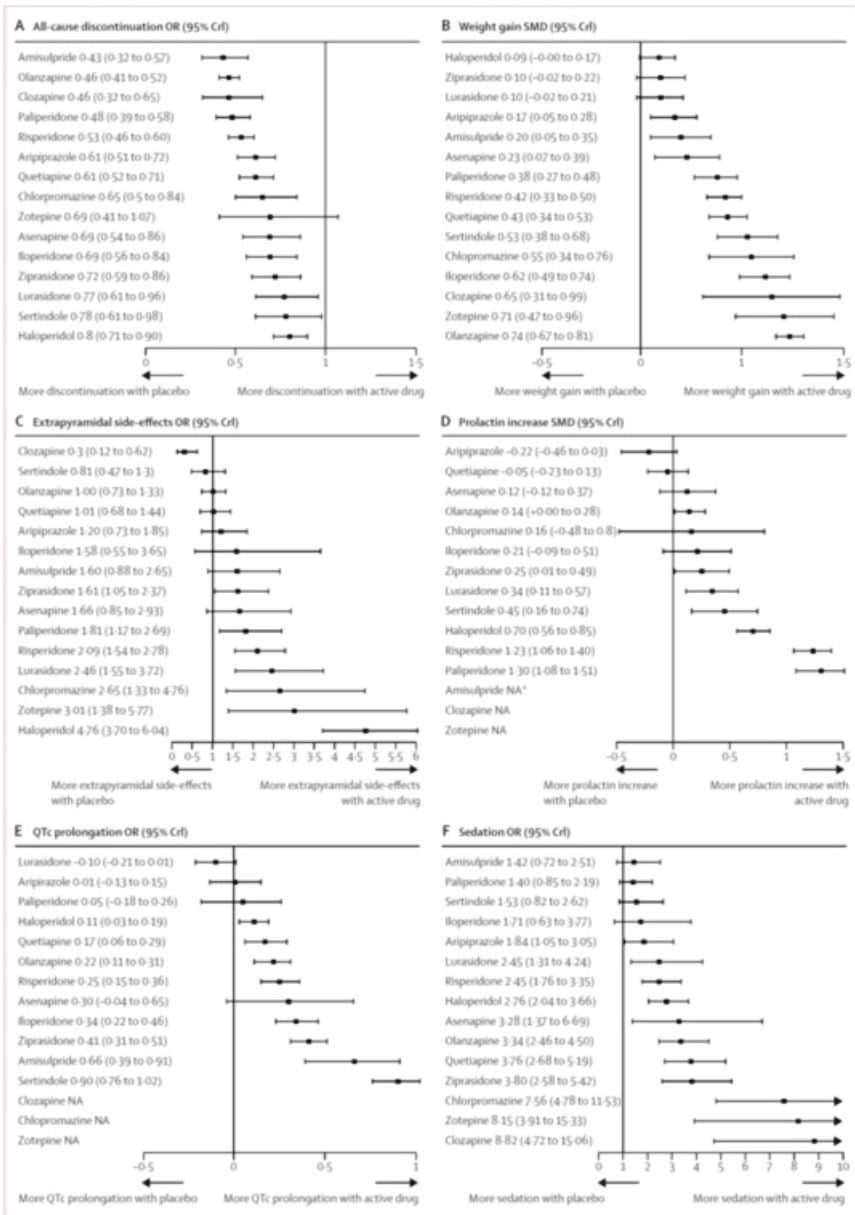 A All-cause discontinuation OR (95% CrI)
Amisulpride 0·43 (0·32 to 0·57)
Olanzapine 0·46 (0·41 to 0·52)
Clozapine 0·46 (0·32 to 0·65)
Paliperidone 0·48 (0·39 to 0·58)
Risperidone 0·53 (0·46 to 0·60)
Aripiprazole 0·61 (0·51 to 0·72)
Quetiapine 0·61 (0·52 to 0·71)
Chlorpromazine 0·65 (0·5 to 0·84)
Zotepine 0·69 (0·41 to 1·07)
Asenapine 0·69 (0·54 to 0·86)
Iloperidone 0·69 (0·56 to 0·84)
Ziprasidone 0·72 (0·59 to 0·86)
Lurasidone 0·77 (0·61 to 0·96)
Sertindole 0·78 (0·61 to 0·98)
Haloperidol 0·8 (0·71 to 0·90)
0 0·5 1 1·5
More discontinuation with placebo More discontinuation with active drug
B Weight gain SMD (95% CrI)
Haloperidol 0·09 (–0·00 to 0·17)
Ziprasidone 0·10 (–0·02 to 0·22)
Lurasidone 0·10 (–0·02 to 0·21)
Aripiprazole 0·17 (0·05 to 0·28)
Amisulpride 0·20 (0·05 to 0·35)
Asenapine 0·23 (0·07 to 0·39)
Paliperidone 0·38 (0·27 to 0·48)
Risperidone 0·42 (0·33 to 0·50)
Quetiapine 0·43 (0·34 to 0·53)
Sertindole 0·53 (0·38 to 0·68)
Chlopromazine 0·55 (0·34 to 0·76)
Iloperidone 0·62 (0·49 to 0·74)
Clozapine 0·65 (0·31 to 0·99)
Zotepine 0·71 (0·47 to 0·96)
Olanzapine 0·74 (0·67 to 0·81)
–0·5 0 1 1·5
More weight gain with placebo More weight gain with active drug
C Extrapyramidal side-effects OR (95% CrI)
Clozapine 0·3 (0·12 to 0·62)
Sertindole 0·81 (0·47 to 1·3)
Olanzapine 1·00 (0·73 to 1·33)
Quetiapine 1·01 (0·68 to 1·44)
Aripiprazole 1·20 (0·73 to 1·85)
Iloperidone 1·58 (0·55 to 3·65)
Amisulpride 1·60 (0·88 to 2·65)
Ziprasidone 1·61 (1·05 to 2·37)
Asenapine 1·66 (0·85 to 2·93)
Paliperidone 1·81 (1·17 to 2·69)
Risperidone 2·09 (1·54 to 2·78)
Lurasidone 2·46 (1·55 to 3·72)
Chlorpromazine 2·65 (1·33 to 4·76)
Zotepine 3·01 (1·38 to 5·77)
Haloperidol 4·76 (3·70 to 6·04)
0 0·5 1 1·5 2 2·5 3 3·5 4 4·5 5 5·5 6
More extrapyramidal side-effects More extrapyramidal side-effects
with placebo with active drug
D Prolactin increase SMD (95% CrI)
Aripiprazole –0·22 (–0·46 to 0·03)
Quetiapine –0·05 (–0·23 to 0·13)
Asenapine 0·12 (–0·12 to 0·37)
Olanzapine 0·14 (+0·00 to 0·28)
Chlorpromazine 0·16 (–0·48 to 0·8)
Iloperidone 0·21 (–0·09 to 0·51)
Ziprasidone 0·25 (0·01 to 0·49)
Lurasidone 0·34 (0·11 to 0·57)
Sertindole 0·45 (0·16 to 0·74)
Haloperidol 0·70 (0·56 to 0·85)
Risperidone 1·23 (1·06 to 1·40)
Paliperidone 1·30 (1·08 to 1·51)
Amisulpride NA*
Clozapine NA
Zotepine NA
–0·5 0 0·5 1 1·5
More prolactin increase More prolactin increase with
with placebo active drug
E QTc prolongation OR (95% CrI)
Lurasidone –0·10 (–0·21 to 0·01)
Aripirazole 0·01 (–0·13 to 0·15)
Paliperidone 0·05 (–0·18 to 0·26)
Haloperidol 0·11 (0·03 to 0·19)
Quetiapine 0·17 (0·06 to 0·29)
Olanzapine 0·22 (0·11 to 0·31)
Risperidone 0·25 (0·15 to 0·36)
Asenapine 0·30 (–0·04 to 0·65)
Iloperidone 0·34 (0·22 to 0·46)
Ziprasidone 0·41 (0·31 to 0·51)
Amisulpride 0·66 (0·39 to 0·91)
Sertindole 0·90 (0·76 to 1·02)
Clozapine NA
Chlopromazine NA
Zotepine NA
–0·5 0 0·5 1
More QTc prolongation with placebo More QTc prolongation with active drug
F Sedation OR (95% CrI)
Amisulpride 1·42 (0·72 to 2·51)
Paliperidone 1·40 (0·85 to 2·19)
Sertindole 1·53 (0·82 to 2·62)
Iloperidone 1·71 (0·63 to 3·77)
Aripiprazole 1·84 (1·05 to 3·05)
Lurasidone 2·45 (1·31 to 4·24)
Risperidone 2·45 (1·76 to 3·35)
Haloperidol 2·76 (2·04 to 3·66)
Asenapine 3·28 (1·37 to 6·69)
Olanzapine 3·34 (2·46 to 4·50)
Quetiapine 3·76 (2·68 to 5·19)
Ziprasidone 3·80 (2·58 to 5·42)
Chlorpromazine 7·56 (4·78 to 11·53)
Zotepine 8·15 (3·91 to 15·33)
Clozapine 8·82 (4·72 to 15·06)
0 1 2 3 4 5 6 7 8 9 10
More sedation with placebo More sedation with active drug